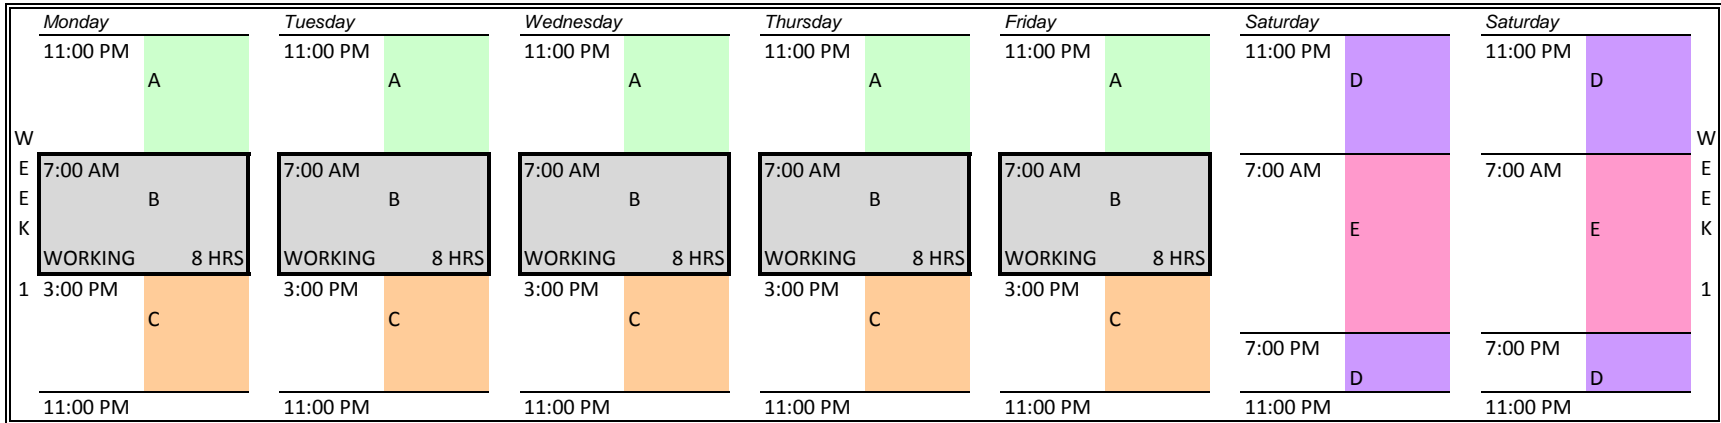 Monday Tuesday Wednesday Thursday Friday Saturday Saturday
11:00 PM 11:00 PM 11:00 PM 11:00 PM 11:00 PM 11:00 PM 11:00 PM
A A A A A D D
W W
E 7:00 AM 7:00 AM 7:00 AM 7:00 AM 7:00 AM 7:00 AM 7:00 AM E
E B B B B B E
K E E K
WORKING 8 HRS WORKING 8 HRS WORKING 8 HRS WORKING 8 HRS WORKING 8 HRS
1 3:00 PM 3:00 PM 3:00 PM 3:00 PM 3:00 PM 1
C C C C C
7:00 PM 7:00 PM
D D
11:00 PM 11:00 PM 11:00 PM 11:00 PM 11:00 PM 11:00 PM 11:00 PM